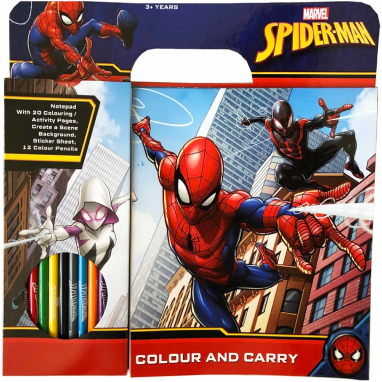 3+ YEARS
MARVEL
SPIDER-MAN
Notepad
With 20 Colouring /
Activity Pages,
Create a Scene
Background,
Sticker Sheet,
12 Colour Pencils
COLOUR AND CARRY